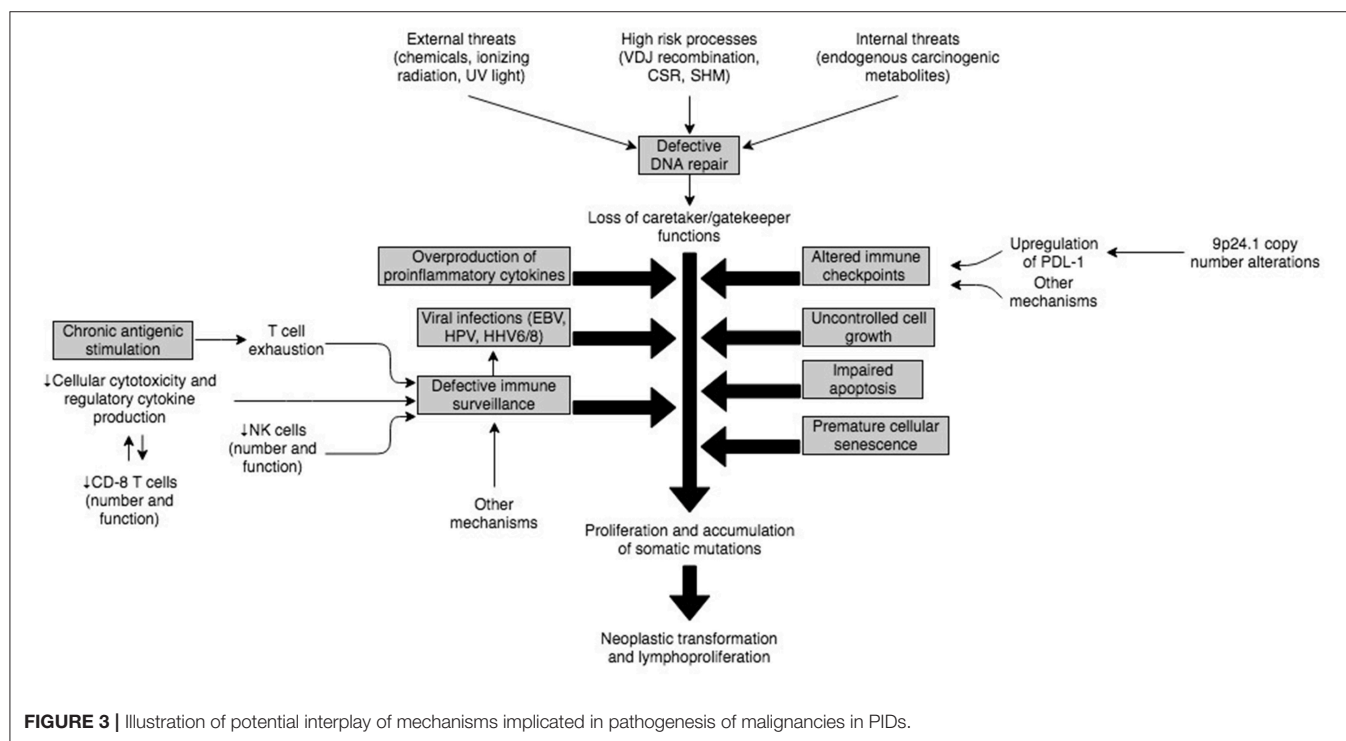 External threats
(chemicals, ionizing
radiation, UV light)
High risk processes
(VDJ recombination,
CSR, SHM)
Internal threats
(endogenous carcinogenic
metabolites)
Defective
DNA repair
Loss of caretaker/gatekeeper
functions
Overproduction of
proinflammatory cytokines
Altered immune
checkpoints
Upregulation
of PDL-1
9p24.1 copy
number alterations
Other
mechanisms
Chronic antigenic
stimulation
T cell
exhaustion
Viral infections (EBV,
HPV, HHV6/8)
Uncontrolled cell
growth
↓Cellular cytotoxicity and
regulatory cytokine
production
Defective immune
surveillance
Impaired
apoptosis
↓NK cells
(number and
function)
Premature cellular
senescence
↓CD-8 T cells
(number and
function)
Other
mechanisms
Proliferation and accumulation
of somatic mutations
Neoplastic transformation
and lymphoproliferation
FIGURE 3 | Illustration of potential interplay of mechanisms implicated in pathogenesis of malignancies in PIDs.